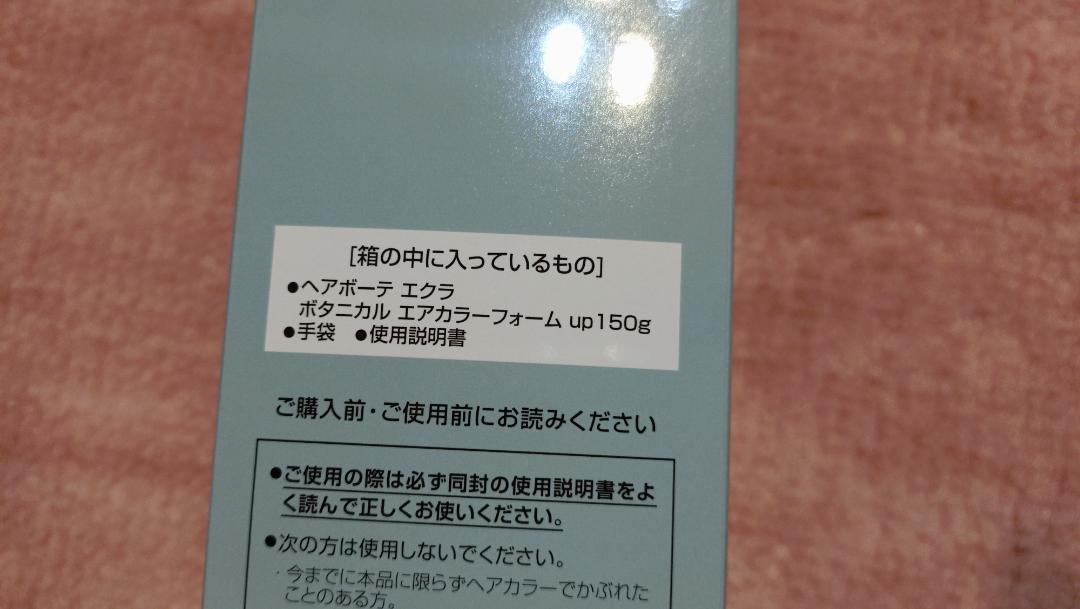 [箱の中に入っているもの]
●ヘアボーテ エクラ
ボタニカル エアカラーフォーム up150g
●手袋 ●使用説明書
ご購入前・ご使用前にお読みください
●ご使用の際は必ず同封の使用説明書をよ
く読んで正しくお使いください。
●次の方は使用しないでください。
・今までに本品に限らずヘアカラーでかぶれた
ことのある方。